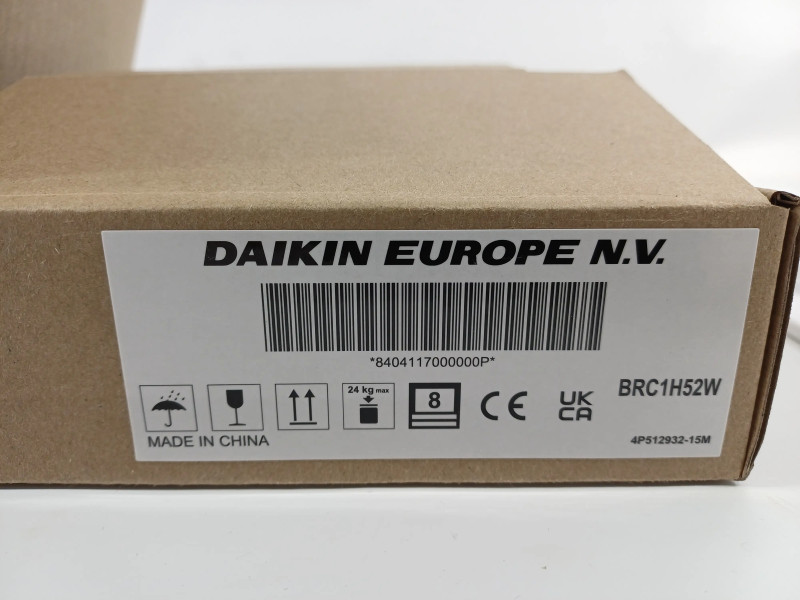 DAIKIN EUROPE N.V.
*8404117000000P*
24 kg max
8
CE
UK
CA
BRC1H52W
MADE IN CHINA
4P512932-15M